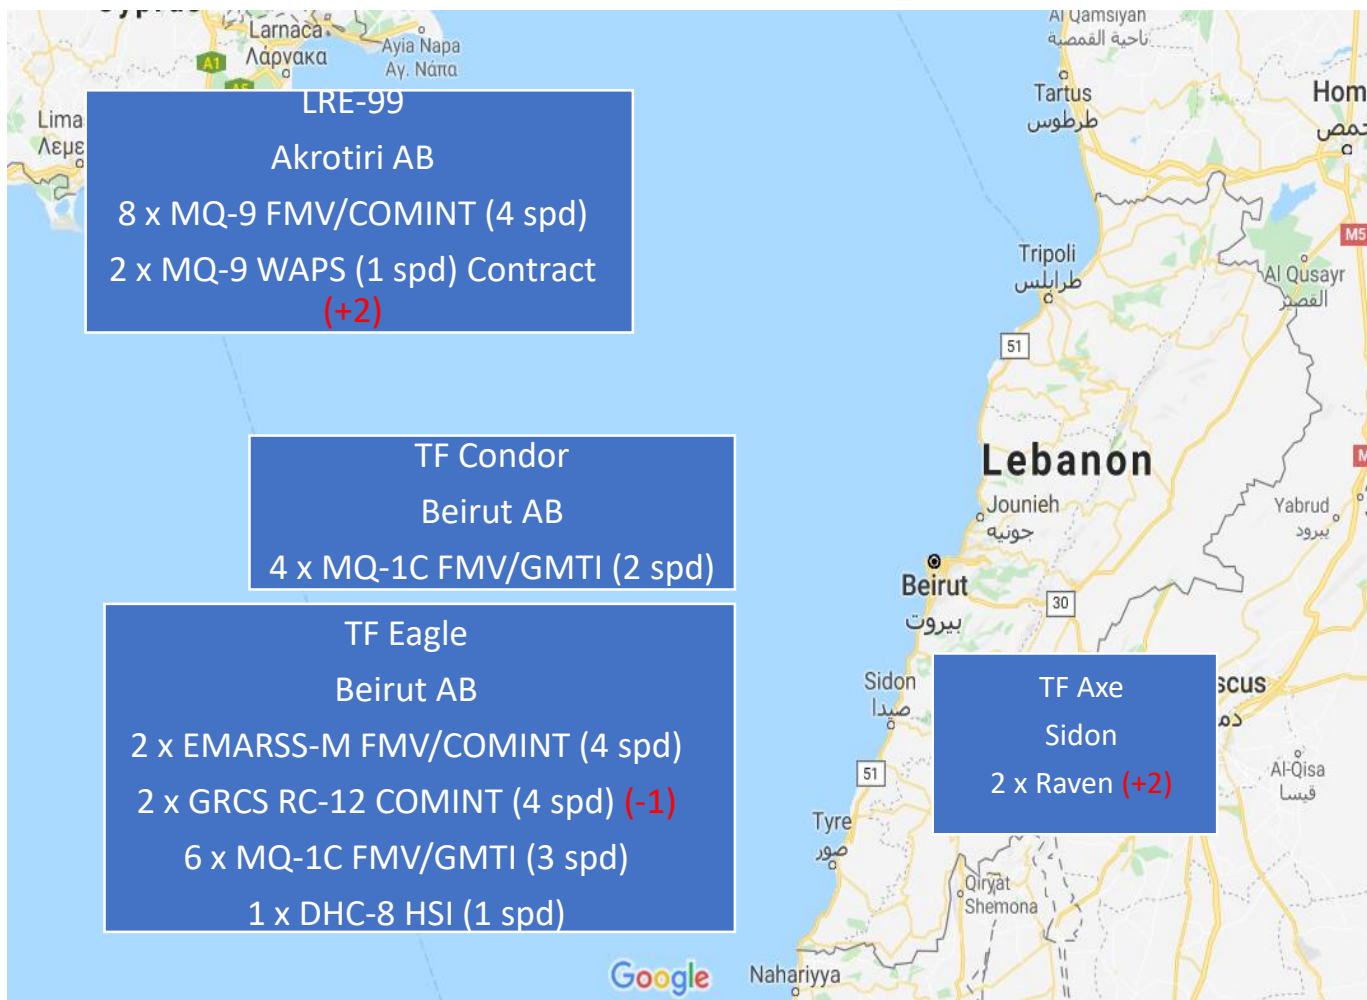 Larnaca
Λάρνακα
Ayia Napa
Αγ. Νάπα
A1
LRE-99
Akrotiri AB
8 x MQ-9 FMV/COMINT (4 spd)
2 x MQ-9 WAPS (1 spd) Contract
(+2)
Lima
Λεμε
Al Qamsiyah
ناحية القمصية
Tartus
طرطوس
Hom
حمص
M5
Tripoli
طرابلس
Al Qusayr
القصير
51
TF Condor
Beirut AB
4 x MQ-1C FMV/GMTI (2 spd)
Lebanon
Jounieh
جونيه
Yabrud
يبرود
Beirut
بيروت
30
TF Eagle
Beirut AB
2 x EMARSS-M FMV/COMINT (4 spd)
2 x GRCS RC-12 COMINT (4 spd) (-1)
6 x MQ-1C FMV/GMTI (3 spd)
1 x DHC-8 HSI (1 spd)
Sidon
صيدا
TF Axe
Sidon
2 x Raven (+2)
scus
51
Al-Qisa
قيسا
Tyre
صور
Qiryat
Shemona
Google
Nahariyya